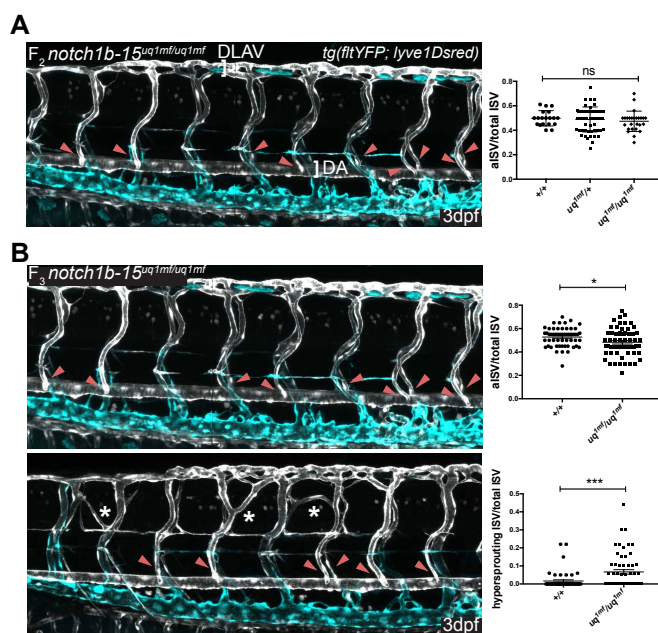 A
F2 notch1b-15uq1mf/uq1mf
DLAV
tg(fltYFP; lyve1Dsred)
DA
3dpf
ns
aISV/total ISV
0.8
0.6
0.4
0.2
0.0
+/+
uq1mf/+
uq1mf/uq1mf
B
F3 notch1b-15uq1mf/uq1mf
*
aISV/total ISV
0.8
0.6
0.4
0.2
0.0
+/+
uq1mf/uq1mf
* * *
3dpf
***
hypersprouting ISV/total ISV
0.5
0.4
0.3
0.2
0.1
0.0
+/+
uq1mf/uq1mf